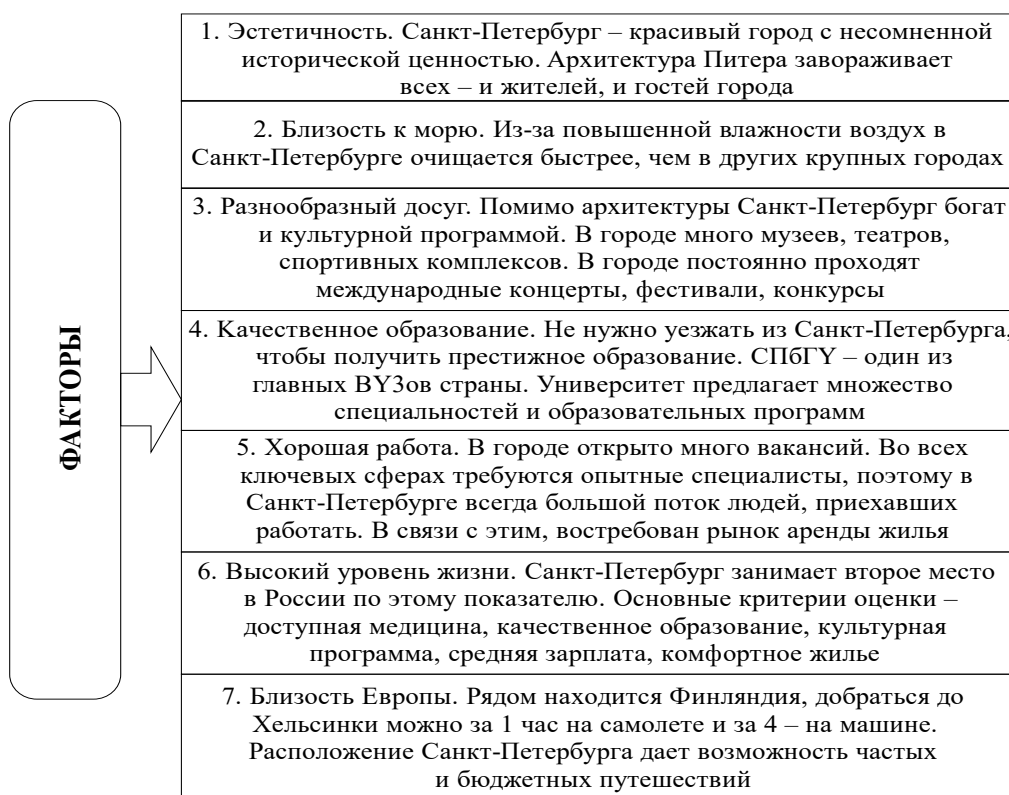 ФАКТОРЫ
1. Эстетичность. Санкт-Петербург – красивый город с несомненной
исторической ценностью. Архитектура Питера завораживает
всех – и жителей, и гостей города
2. Близость к морю. Из-за повышенной влажности воздух в
Санкт-Петербурге очищается быстрее, чем в других крупных городах
3. Разнообразный досуг. Помимо архитектуры Санкт-Петербург богат
и культурной программой. В городе много музеев, театров,
спортивных комплексов. В городе постоянно проходят
международные концерты, фестивали, конкурсы
4. Качественное образование. Не нужно уезжать из Санкт-Петербурга,
чтобы получить престижное образование. СПбГУ – один из
главных ВУЗов страны. Университет предлагает множество
специальностей и образовательных программ
5. Хорошая работа. В городе открыто много вакансий. Во всех
ключевых сферах требуются опытные специалисты, поэтому в
Санкт-Петербурге всегда большой поток людей, приехавших
работать. В связи с этим, востребован рынок аренды жилья
6. Высокий уровень жизни. Санкт-Петербург занимает второе место
в России по этому показателю. Основные критерии оценки –
доступная медицина, качественное образование, культурная
программа, средняя зарплата, комфортное жилье
7. Близость Европы. Рядом находится Финляндия, добраться до
Хельсинки можно за 1 час на самолете и за 4 – на машине.
Расположение Санкт-Петербурга дает возможность частых
и бюджетных путешествий